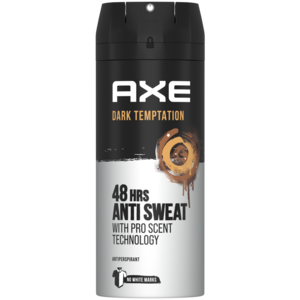 AXE
DARK TEMPTATION
48 HRS
ANTI SWEAT
WITH PRO SCENT
TECHNOLOGY
ANTIPERSPIRANT
NO WHITE MARKS